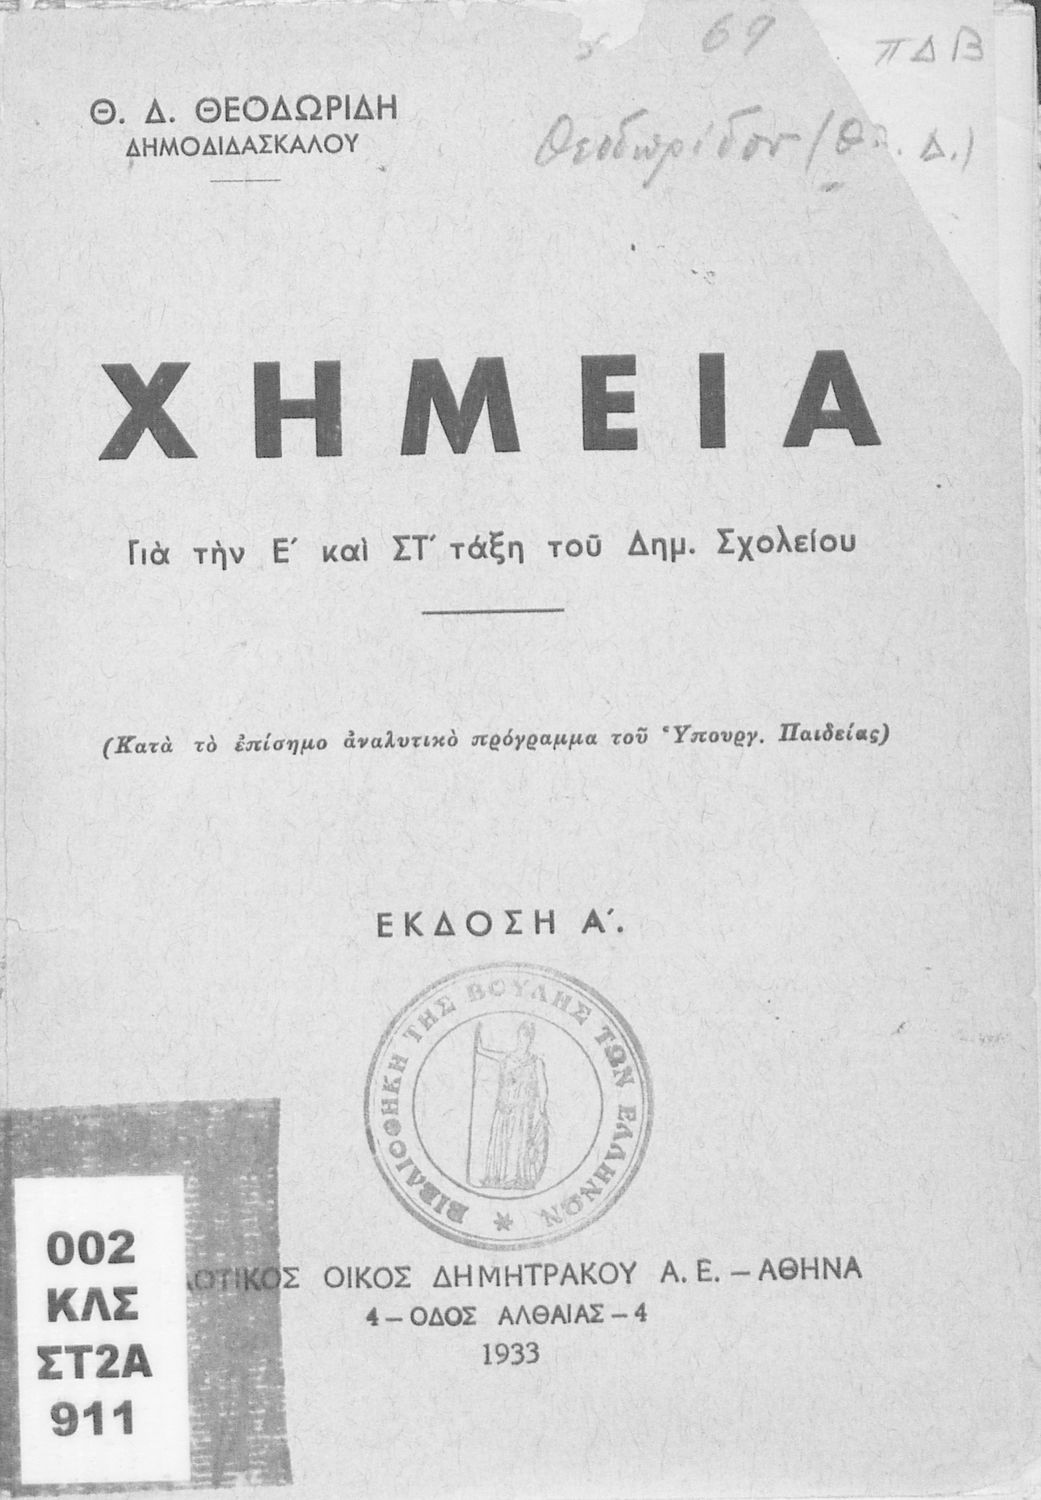 69 ΠΔΒ
Θ. Δ. ΘΕΟΔΩΡΙΔΗ
ΔΗΜΟΔΙΔΑΣΚΑΛΟΥ
Θεοδωρίδου (Θ. Δ.)
ΧΗΜΕΙΑ
Γιὰ τὴν Ε΄ καὶ ΣΤ΄ τάξη τοῦ Δημ. Σχολείου
(Κατὰ τὸ ἐπίσημο ἀναλυτικὸ πρόγραμμα τοῦ Ὑπουργ. Παιδείας)
ΕΚΔΟΣΗ Α΄.
ΒΙΒΛΙΟΘΗΚΗ ΤΗΣ ΒΟΥΛΗΣ ΤΩΝ ΕΛΛΗΝΩΝ
ΟΙΚΟΣ ΔΗΜΗΤΡΑΚΟΥ Α. Ε. – ΑΘΗΝΑ
4 – ΟΔΟΣ ΑΛΘΑΙΑΣ – 4
1933
002
ΚΛΣ
ΣΤ2Α
911